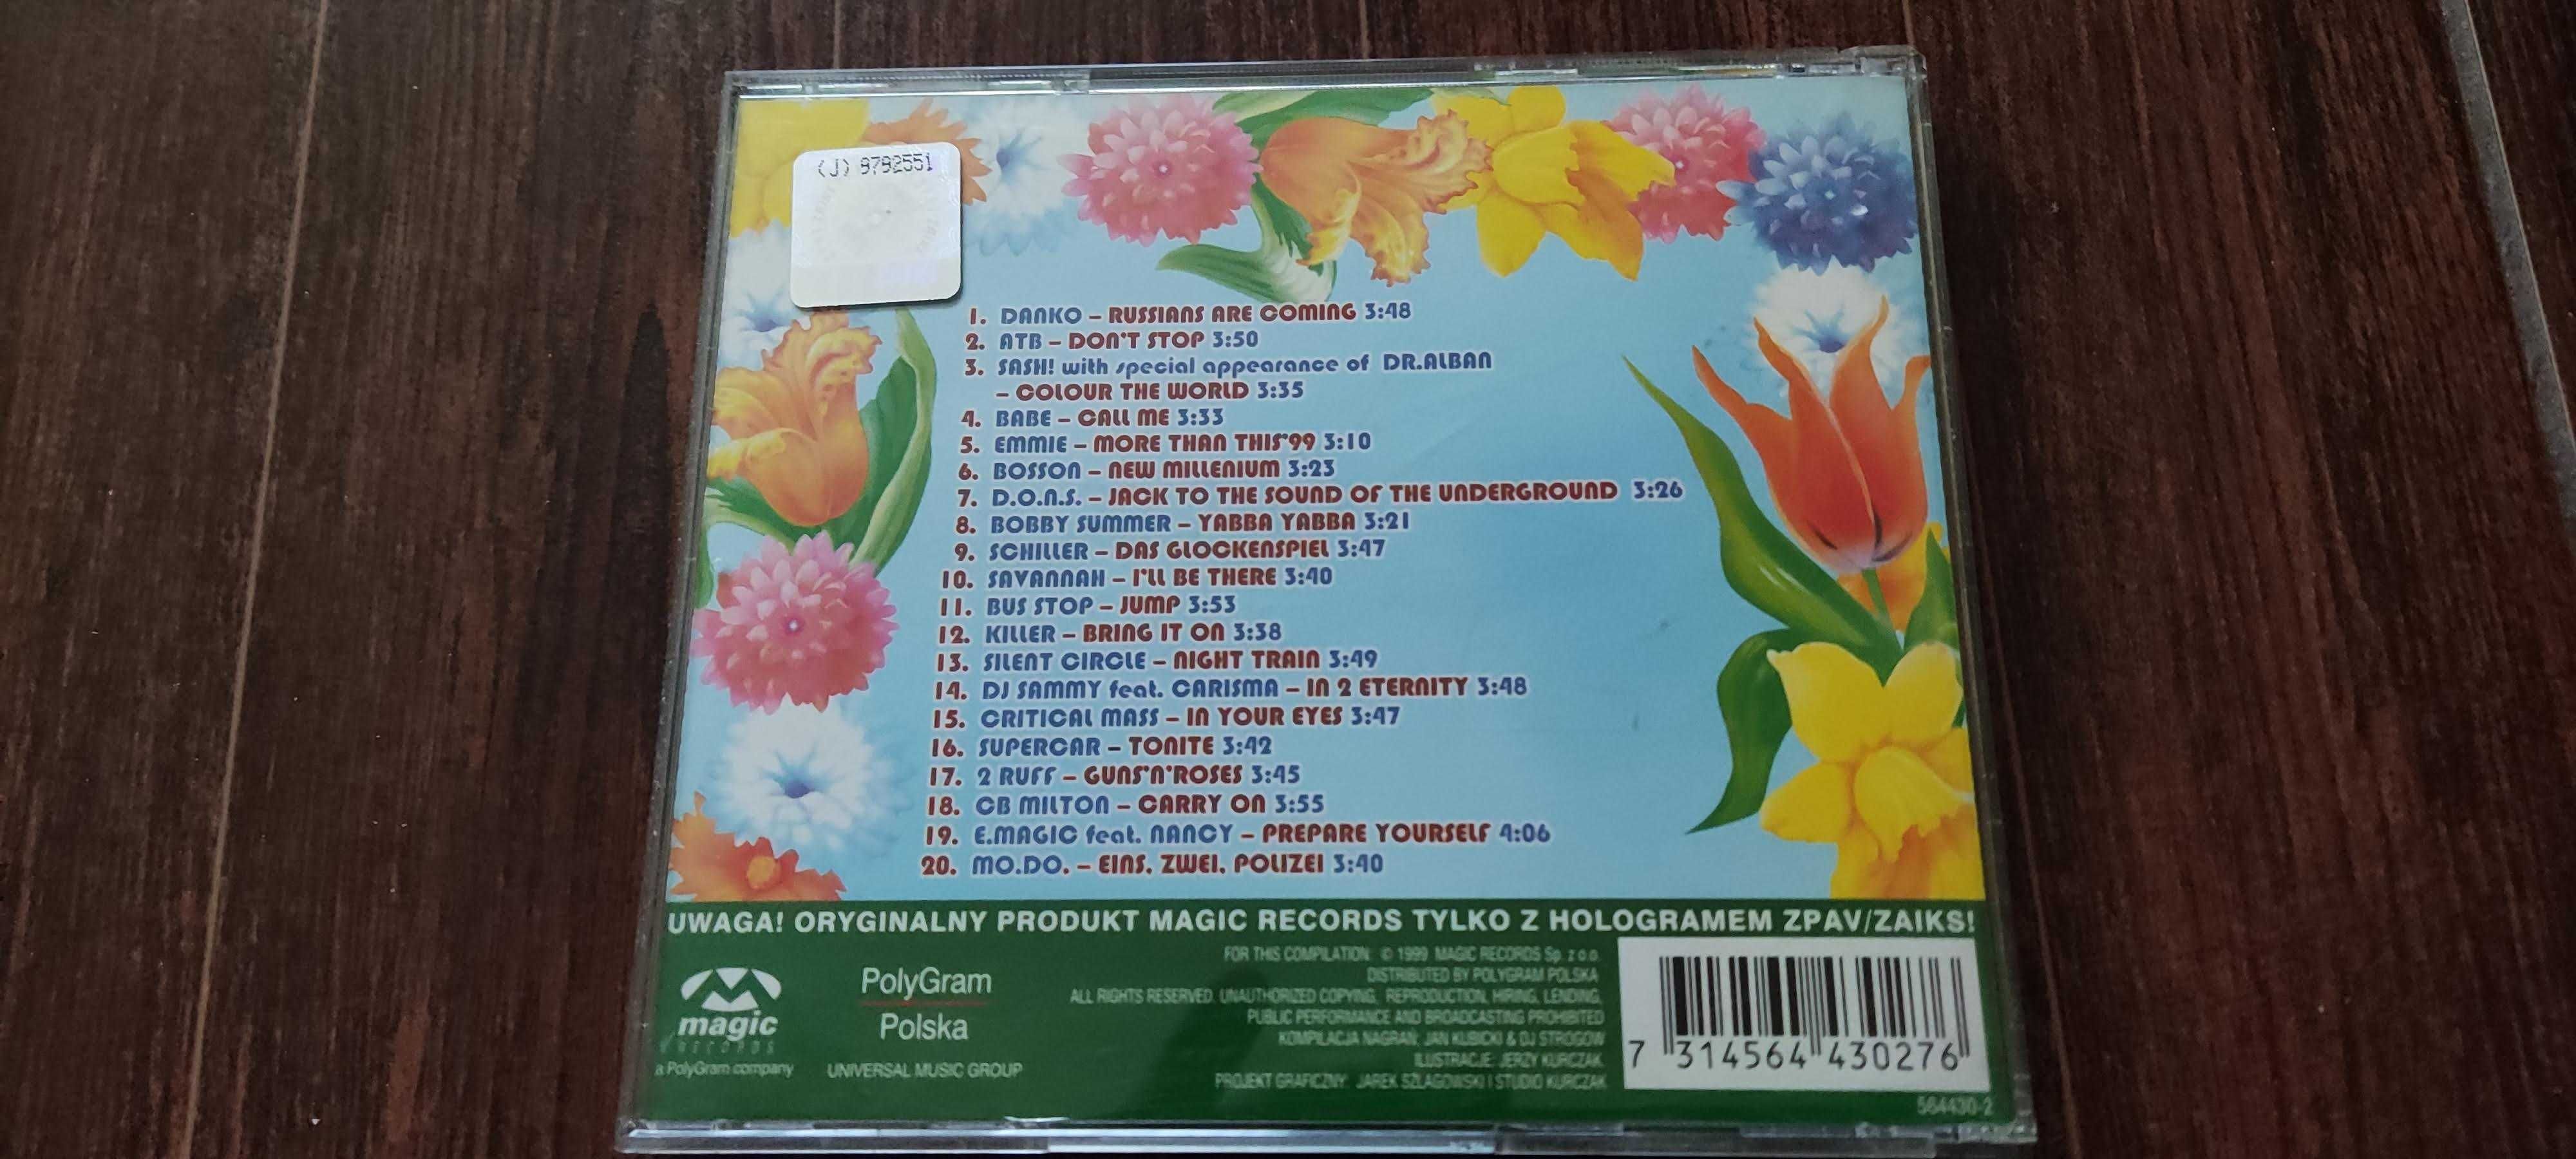 (J) 9792551
1. DANKO – RUSSIANS ARE COMING 3:48
2. ATB – DON'T STOP 3:50
3. SASH! with special appearance of DR.ALBAN
– COLOUR THE WORLD 3:35
4. BABE – CALL ME 3:33
5. EMMIE – MORE THAN THIS'99 3:10
6. BOSSON – NEW MILLENIUM 3:23
7. D.O.N.S. – JACK TO THE SOUND OF THE UNDERGROUND 3:26
8. BOBBY SUMMER – YABBA YABBA 3:21
9. SCHILLER – DAS GLOCKENSPIEL 3:47
10. SAVANNAH – I'LL BE THERE 3:40
11. BUS STOP – JUMP 3:53
12. KILLER – BRING IT ON 3:38
13. SILENT CIRCLE – NIGHT TRAIN 3:49
14. DJ SAMMY feat. CARISMA – IN 2 ETERNITY 3:48
15. CRITICAL MASS – IN YOUR EYES 3:47
16. SUPERCAR – TONITE 3:42
17. 2 RUFF – GUNS'N'ROSES 3:45
18. CB MILTON – CARRY ON 3:55
19. E.MAGIC feat. NANCY – PREPARE YOURSELF 4:06
20. MO.DO. – EINS, ZWEI, POLIZEI 3:40
UWAGA! ORYGINALNY PRODUKT MAGIC RECORDS TYLKO Z HOLOGRAMEM ZPAV/ZAIKS!
magic
RECORDS
a PolyGram company
PolyGram
Polska
UNIVERSAL MUSIC GROUP
FOR THIS COMPILATION: © 1999 MAGIC RECORDS Sp. z o.o.
DISTRIBUTED BY POLYGRAM POLSKA
ALL RIGHTS RESERVED. UNAUTHORIZED COPYING, REPRODUCTION, HIRING, LENDING,
PUBLIC PERFORMANCE AND BROADCASTING PROHIBITED
KOMPILACJA NAGRAŃ: JAN KUBICKI & DJ STROGOW
ILUSTRACJE: JERZY KURCZAK
PROJEKT GRAFICZNY: JAREK SZLAGOWSKI I STUDIO KURCZAK
7 314564 430276
564430-2